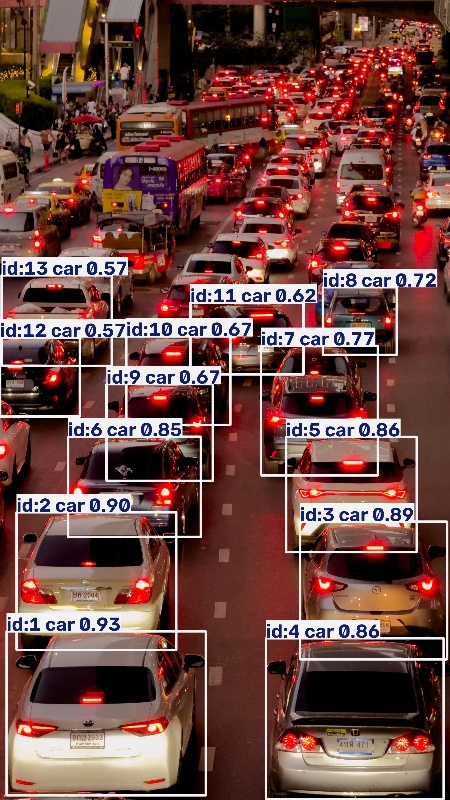 id:13 car 0.57
id:8 car 0.72
id:11 car 0.62
id:12 car 0.57
id:10 car 0.67
id:7 car 0.77
id:9 car 0.67
id:6 car 0.85
id:5 car 0.86
id:2 car 0.90
id:3 car 0.89
id:1 car 0.93
id:4 car 0.86